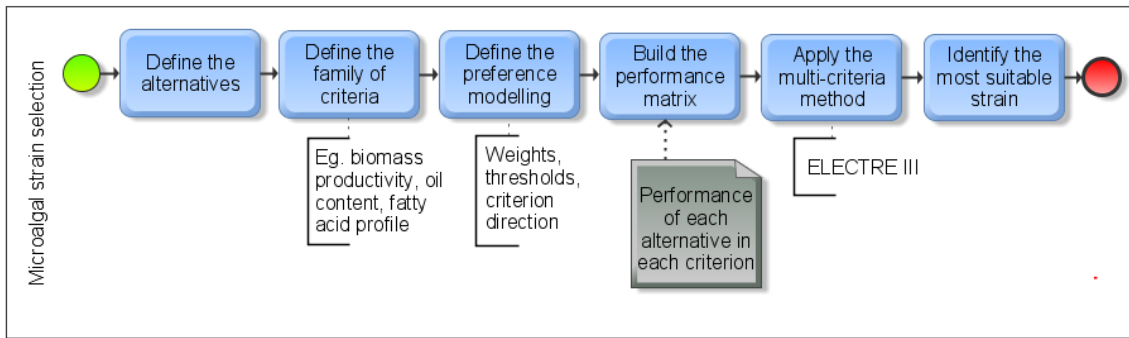 Microalgal strain selection
Define the
alternatives
Define the
family of
criteria
Define the
preference
modelling
Build the
performance
matrix
Apply the
multi-criteria
method
Identify the
most suitable
strain
Eg. biomass
productivity, oil
content, fatty
acid profile
Weights,
thresholds,
criterion
direction
Performance
of each
alternative in
each criterion
ELECTRE III